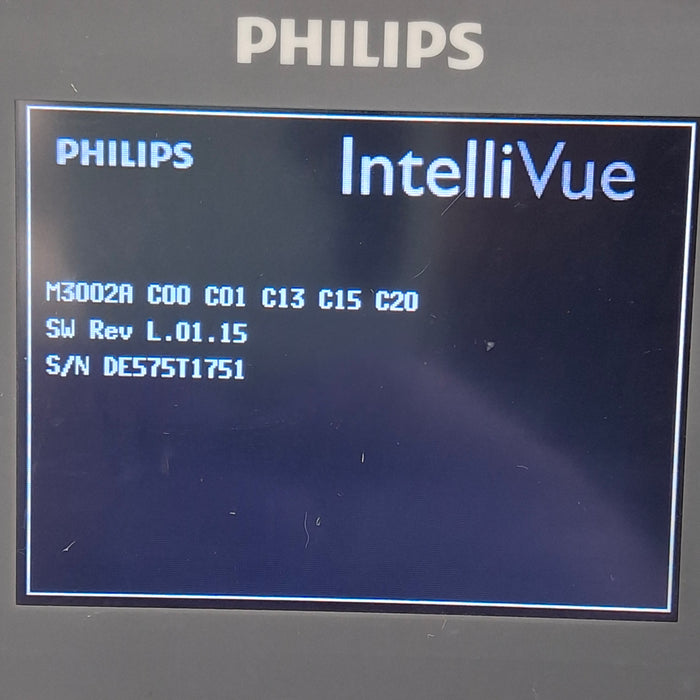 PHILIPS
PHILIPS IntelliVue
M3002A C00 C01 C13 C15 C20
SW Rev L.01.15
S/N DE575T1751